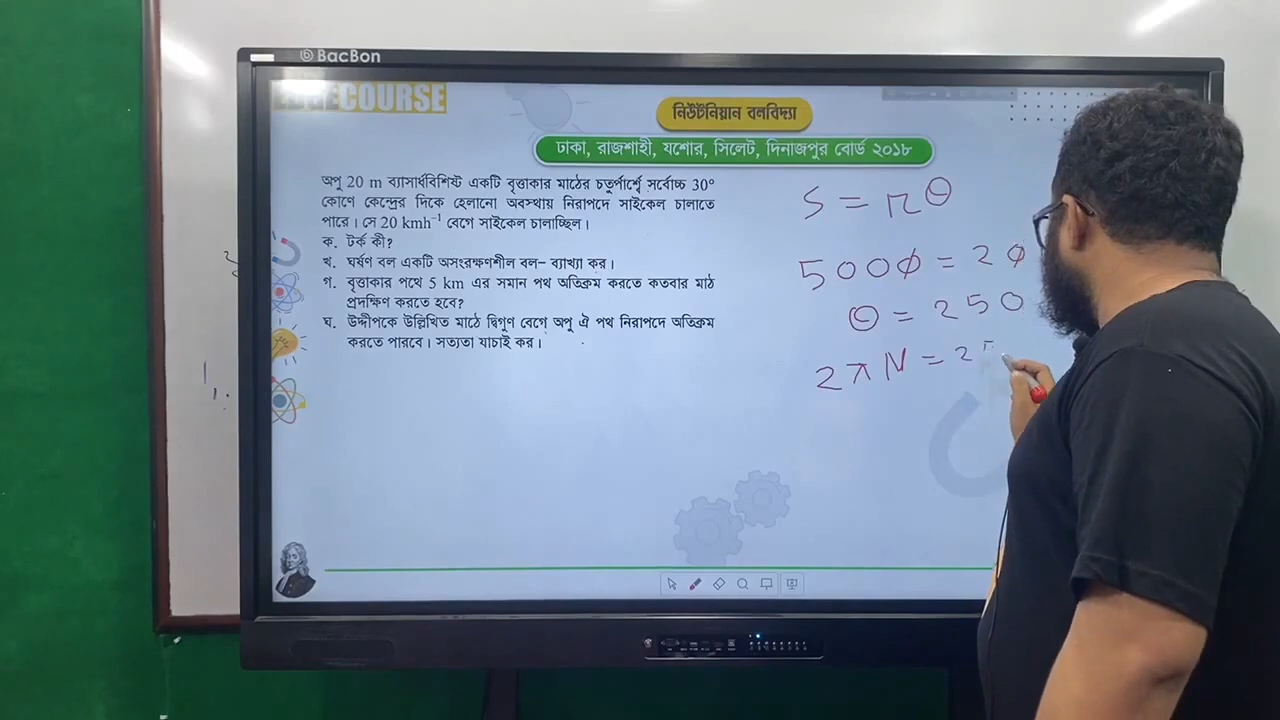 BacBon
COURSE
নিউটনিয়ান বলবিদ্যা
ঢাকা, রাজশাহী, যশোর, সিলেট, দিনাজপুর বোর্ড ২০১৮
অপু 20 m ব্যাসার্ধবিশিষ্ট একটি বৃত্তাকার মাঠের চতুর্পার্শ্বে সর্বোচ্চ 30°
কোণে কেন্দ্রের দিকে হেলানো অবস্থায় নিরাপদে সাইকেল চালাতে
পারে। সে 20 kmh⁻¹ বেগে সাইকেল চালাচ্ছিল।
ক. টর্ক কী?
খ. ঘর্ষণ বল একটি অসংরক্ষণশীল বল– ব্যাখ্যা কর।
গ. বৃত্তাকার পথে 5 km এর সমান পথ অতিক্রম করতে কতবার মাঠ
প্রদক্ষিণ করতে হবে?
ঘ. উদ্দীপকে উল্লিখিত মাঠে দ্বিগুণ বেগে অপু ঐ পথ নিরাপদে অতিক্রম
করতে পারবে। সত্যতা যাচাই কর।
S = rθ
5000 = 20
θ = 250
2πN = 25